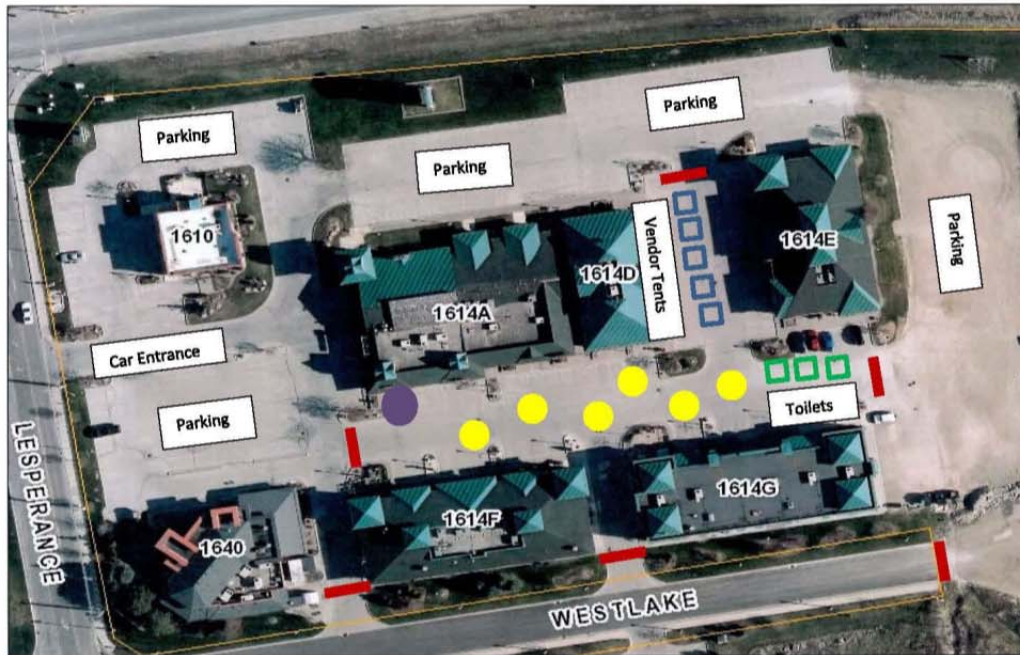 Parking
Parking
Parking
1610
Vendor Tents
1614E
Parking
1614D
1614A
Car Entrance
Parking
Toilets
LESPERANCE
1614G
1614F
1640
WESTLAKE